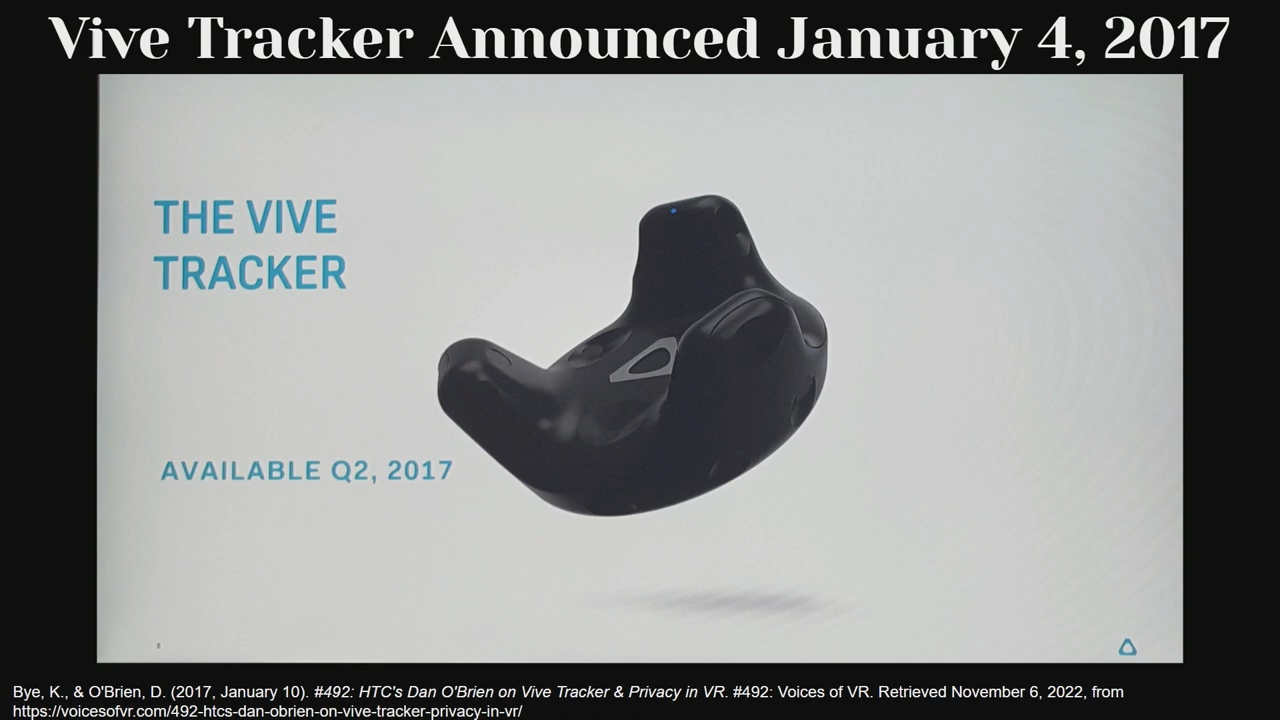 Vive Tracker Announced January 4, 2017
THE VIVE
TRACKER
AVAILABLE Q2, 2017
Bye, K., & O'Brien, D. (2017, January 10). #492: HTC's Dan O'Brien on Vive Tracker & Privacy in VR. #492: Voices of VR. Retrieved November 6, 2022, from
https://voicesofvr.com/492-htcs-dan-obrien-on-vive-tracker-privacy-in-vr/